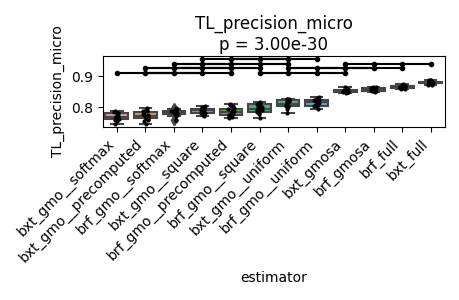 TL_precision_micro
p = 3.00e-30
TL_precision_micro
0.9
0.8
bxt_gmo__softmax
bxt_gmo__precomputed
brf_gmo__softmax
bxt_gmo__square
brf_gmo__precomputed
brf_gmo__square
bxt_gmo__uniform
brf_gmo__uniform
bxt_gmosa
brf_gmosa
brf_full
bxt_full
estimator